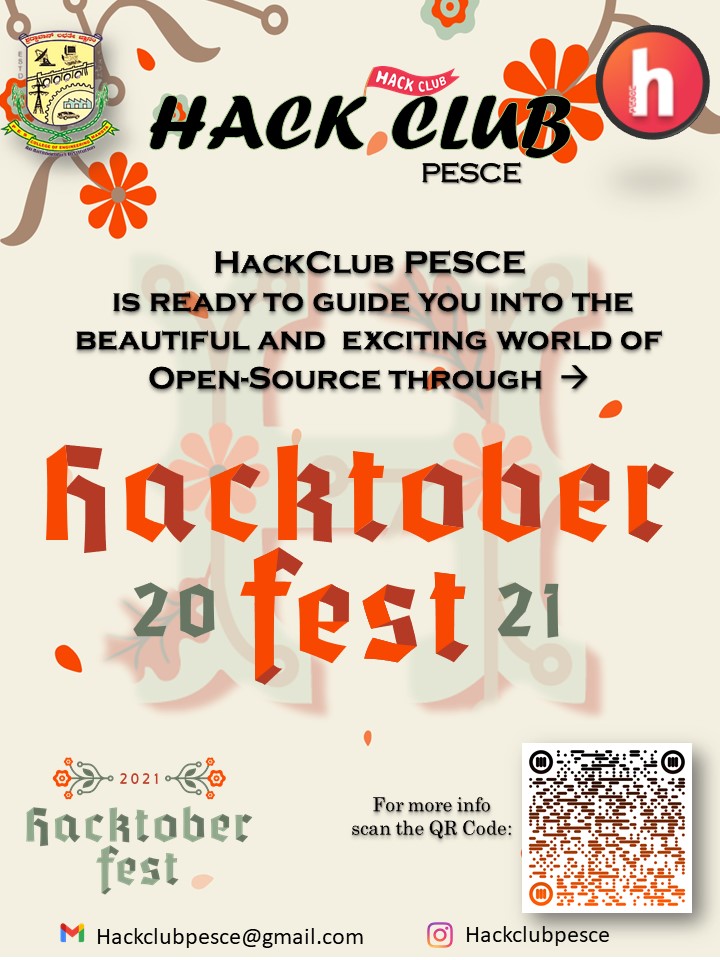 HACK CLUB
HACK CLUB
PESCE
h
PESCE
HACKCLUB PESCE
IS READY TO GUIDE YOU INTO THE
BEAUTIFUL AND EXCITING WORLD OF
OPEN-SOURCE THROUGH →
hacktober
20 fest 21
2021
hacktober
fest
For more info
scan the QR Code:
Hackclubpesce@gmail.com
Hackclubpesce